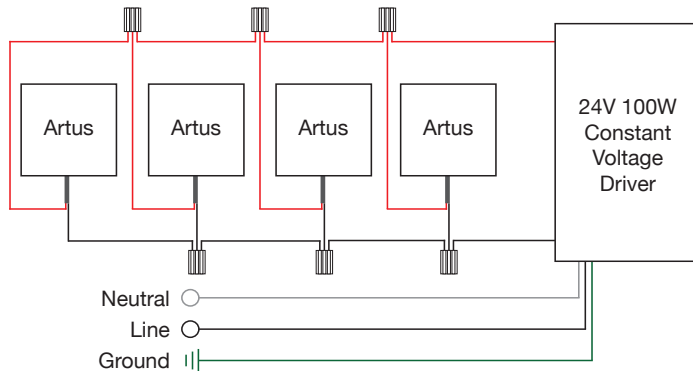 Artus
Artus
Artus
Artus
24V 100W
Constant
Voltage
Driver
Neutral
Line
Ground